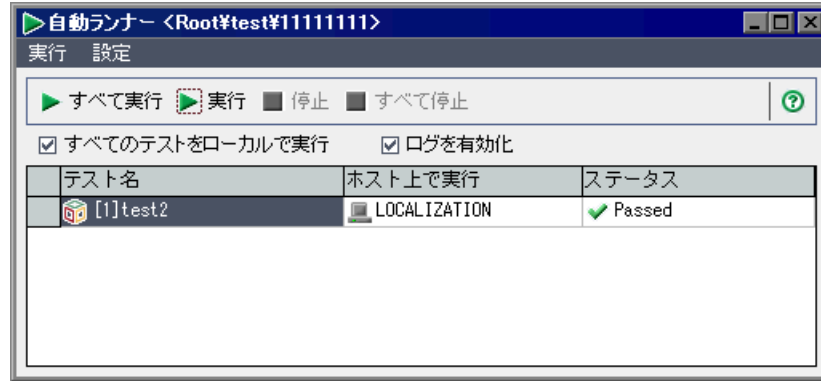 自動ランナー <Root¥test¥11111111>
実行 設定
すべて実行 実行 停止 すべて停止
すべてのテストをローカルで実行 ログを有効化
テスト名 ホスト上で実行 ステータス
[1]test2 LOCALIZATION Passed